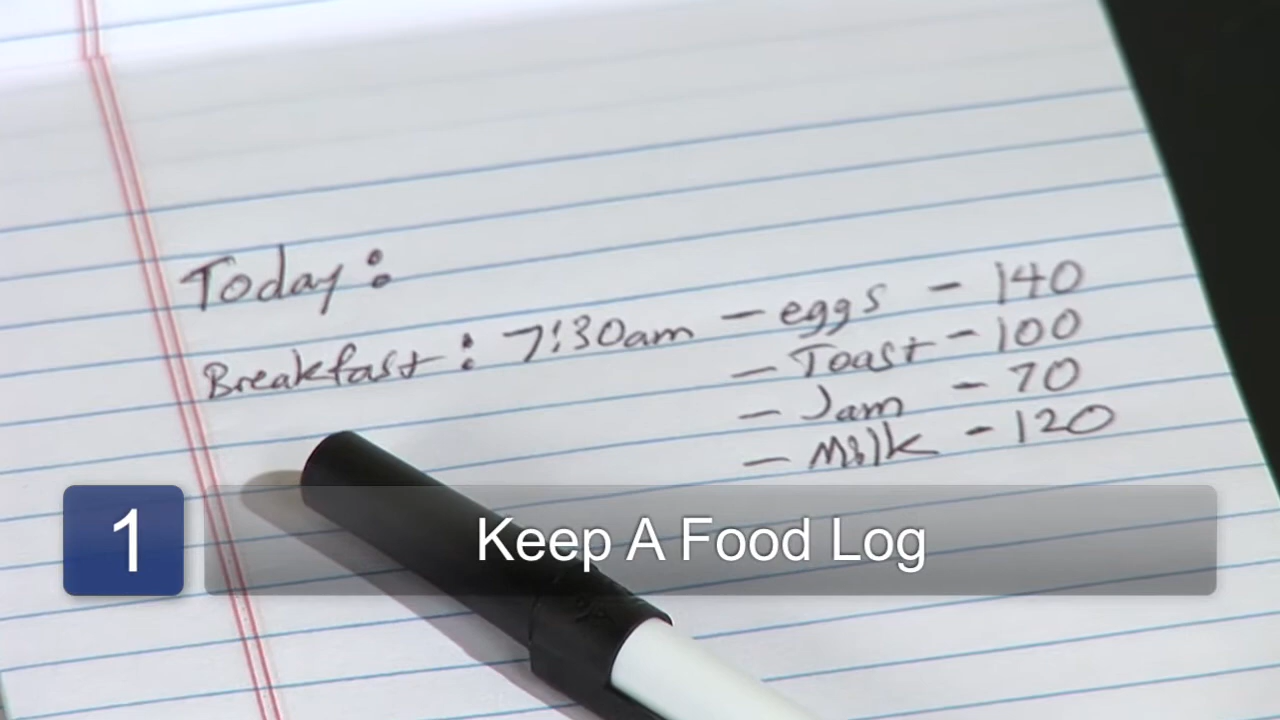 Today:
Breakfast: 7:30am - eggs - 140
- Toast - 100
- Jam - 70
- Milk - 120
1 Keep A Food Log